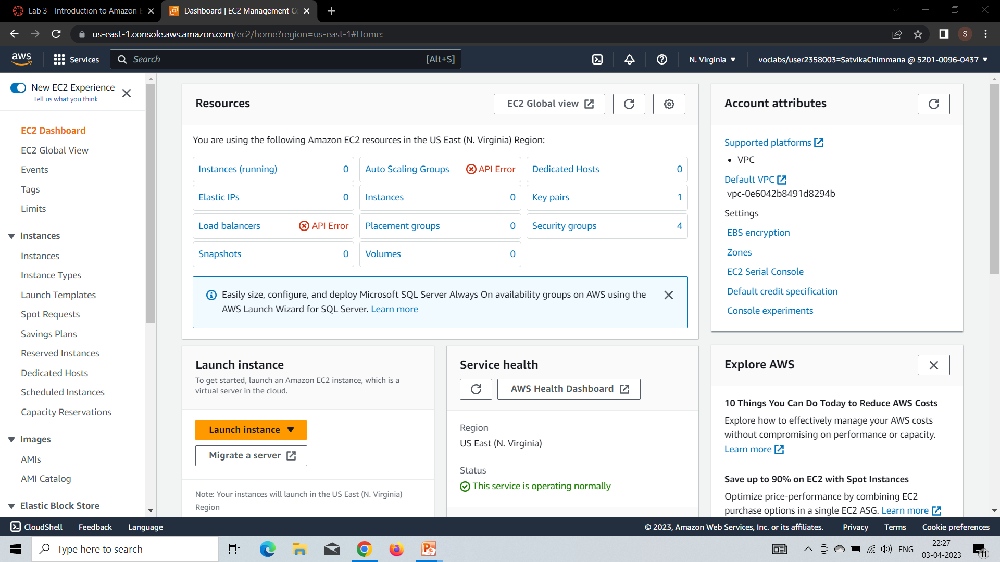 Lab 3 - Introduction to Amazon E
Dashboard | EC2 Management Co
us-east-1.console.aws.amazon.com/ec2/home?region=us-east-1#Home:
S
aws
Services
Search
[Alt+S]
N. Virginia
voclabs/user2358003=SatvikaChimmana @ 5201-0096-0437
New EC2 Experience
Tell us what you think
EC2 Dashboard
EC2 Global View
Events
Tags
Limits
Instances
Instances
Instance Types
Launch Templates
Spot Requests
Savings Plans
Reserved Instances
Dedicated Hosts
Scheduled Instances
Capacity Reservations
Images
AMIs
AMI Catalog
Elastic Block Store
Resources
EC2 Global view
You are using the following Amazon EC2 resources in the US East (N. Virginia) Region:
Instances (running) 0
Auto Scaling Groups API Error
Dedicated Hosts 0
Elastic IPs 0
Instances 0
Key pairs 1
Load balancers API Error
Placement groups 0
Security groups 4
Snapshots 0
Volumes 0
Easily size, configure, and deploy Microsoft SQL Server Always On availability groups on AWS using the
AWS Launch Wizard for SQL Server. Learn more
Launch instance
To get started, launch an Amazon EC2 instance, which is a
virtual server in the cloud.
Launch instance
Migrate a server
Note: Your instances will launch in the US East (N. Virginia)
Region
Service health
AWS Health Dashboard
Region
US East (N. Virginia)
Status
This service is operating normally
Account attributes
Supported platforms
• VPC
Default VPC
vpc-0e6042b8491d8294b
Settings
EBS encryption
Zones
EC2 Serial Console
Default credit specification
Console experiments
Explore AWS
10 Things You Can Do Today to Reduce AWS Costs
Explore how to effectively manage your AWS costs
without compromising on performance or capacity.
Learn more
Save up to 90% on EC2 with Spot Instances
Optimize price-performance by combining EC2
purchase options in a single EC2 ASG. Learn more
CloudShell
Feedback
Language
© 2023, Amazon Web Services, Inc. or its affiliates.
Privacy
Terms
Cookie preferences
Type here to search
ENG
22:27
03-04-2023
11